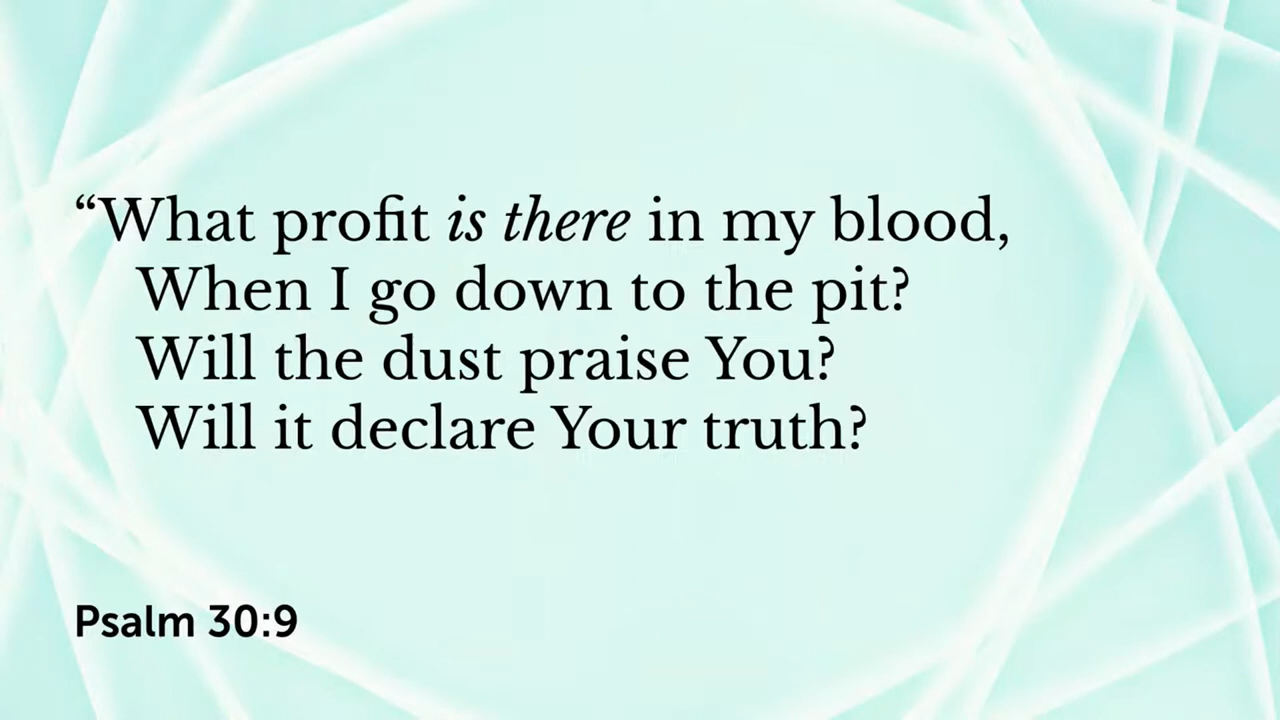 “What profit is there in my blood,
When I go down to the pit?
Will the dust praise You?
Will it declare Your truth?
Psalm 30:9